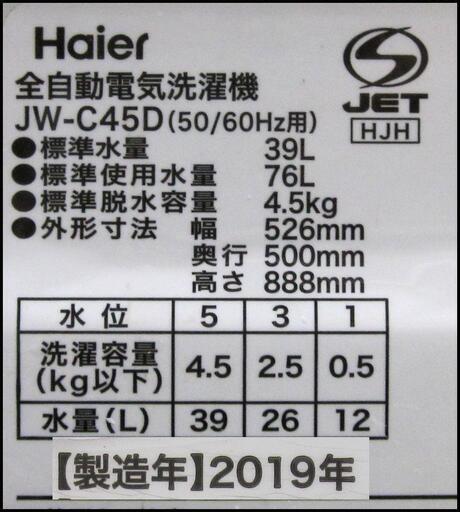 Haier
全自動電気洗濯機
JW-C45D(50/60Hz用)
JET
HJH
●標準水量 39L
●標準使用水量 76L
●標準脱水容量 4.5kg
●外形寸法 幅 526mm
奥行 500mm
高さ 888mm
水位 5 3 1
洗濯容量(kg以下) 4.5 2.5 0.5
水量(L) 39 26 12
【製造年】2019年